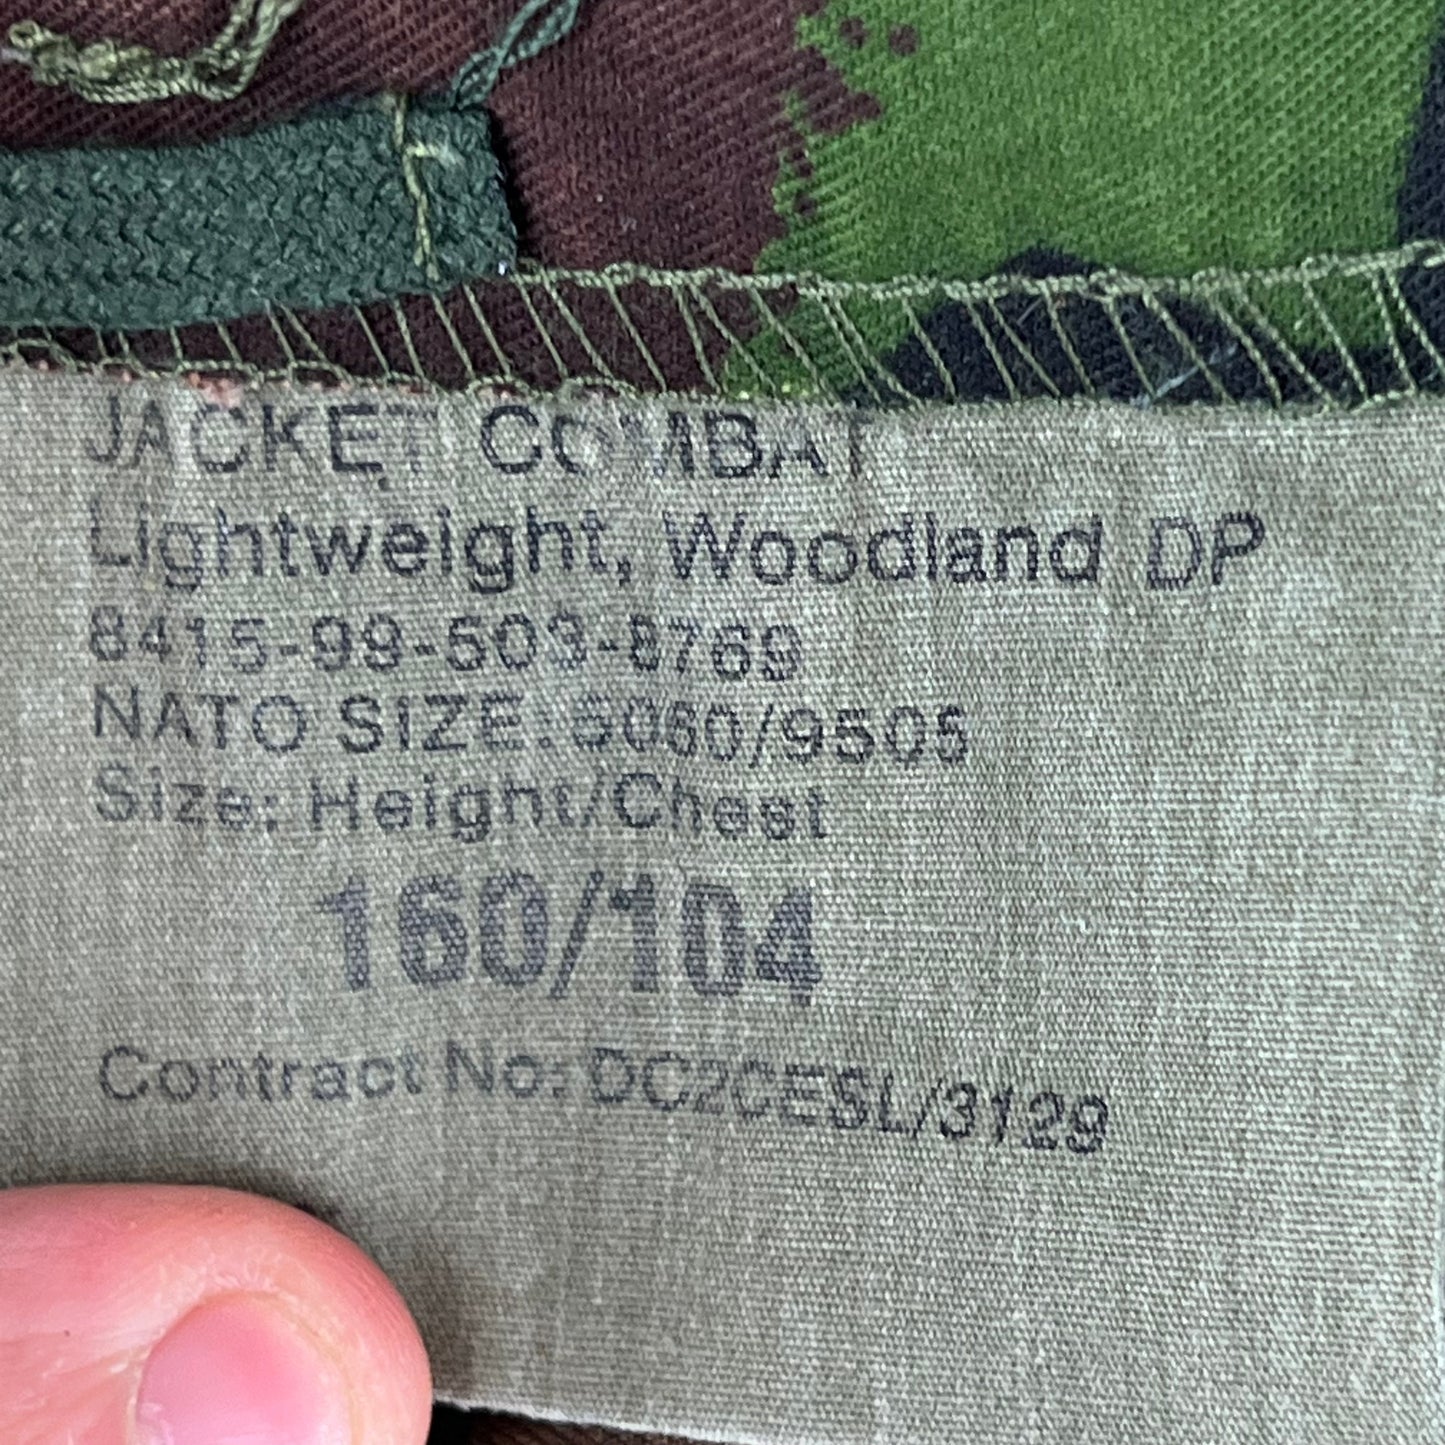 JACKET COMBAT
Lightweight, Woodland DP
8415-99-503-8769
NATO SIZE: 5060/9505
Size: Height/Chest
160/104
Contract No: DC2CESL/3129